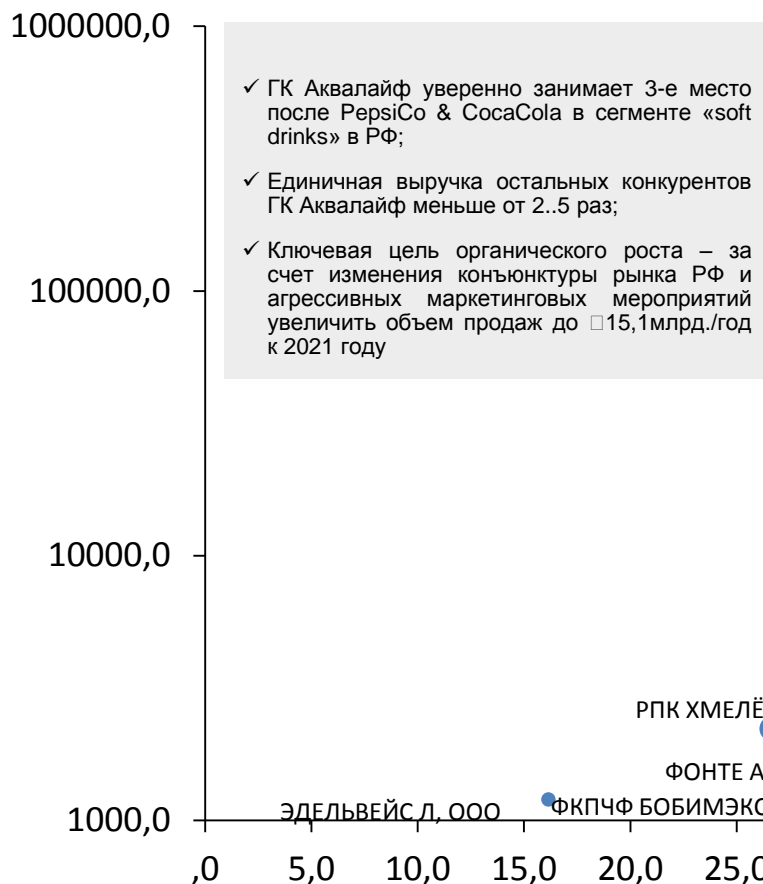 1000000,0
✓ ГК Аквалайф уверенно занимает 3-е место
после PepsiCo & CocaCola в сегменте «soft
drinks» в РФ;
✓ Единичная выручка остальных конкурентов
ГК Аквалайф меньше от 2..5 раз;
✓ Ключевая цель органического роста – за
счет изменения конъюнктуры рынка РФ и
агрессивных маркетинговых мероприятий
увеличить объем продаж до □15,1млрд./год
к 2021 году
100000,0
10000,0
РПК ХМЕЛЁ
ФОНТЕ А
ЭДЕЛЬВЕЙС Л, ООО
ФКПЧФ БОБИМЭКС
1000,0
,0 5,0 10,0 15,0 20,0 25,0